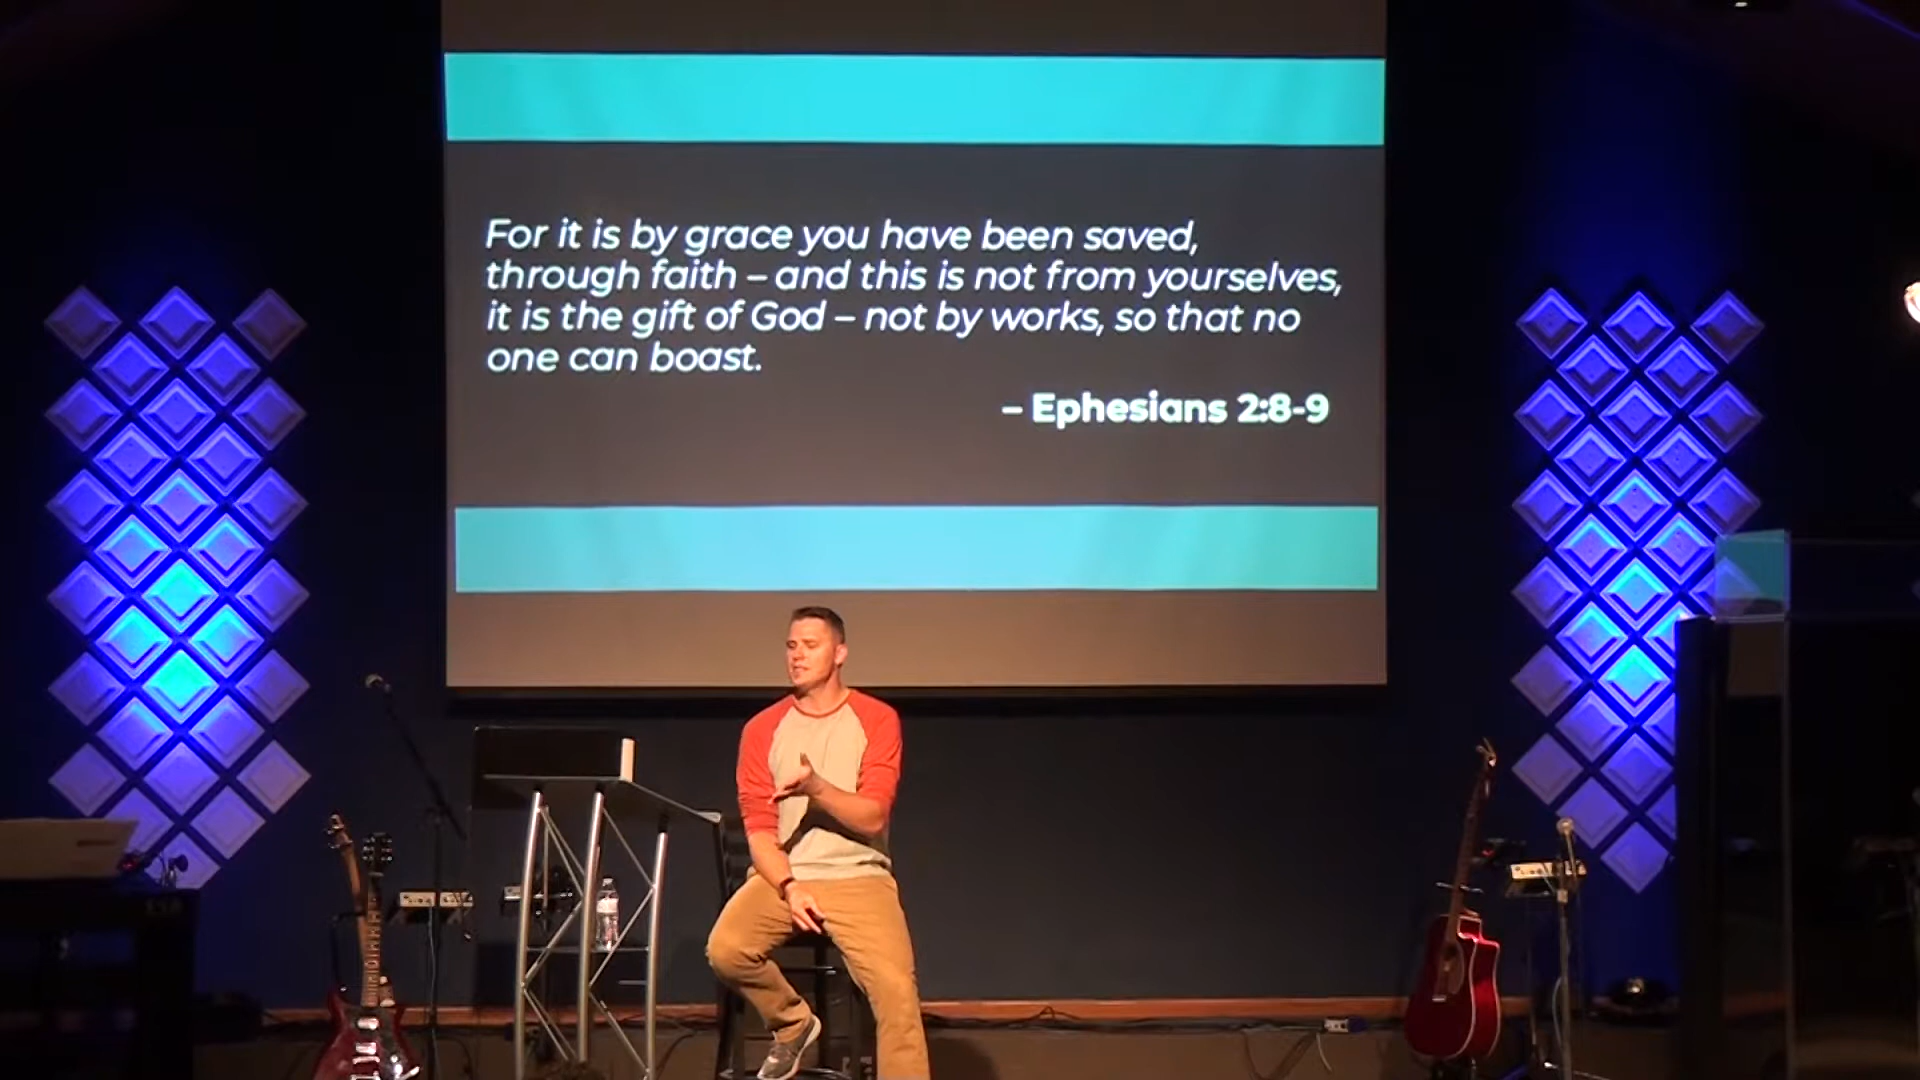 For it is by grace you have been saved,
through faith – and this is not from yourselves,
it is the gift of God – not by works, so that no
one can boast.
– Ephesians 2:8-9